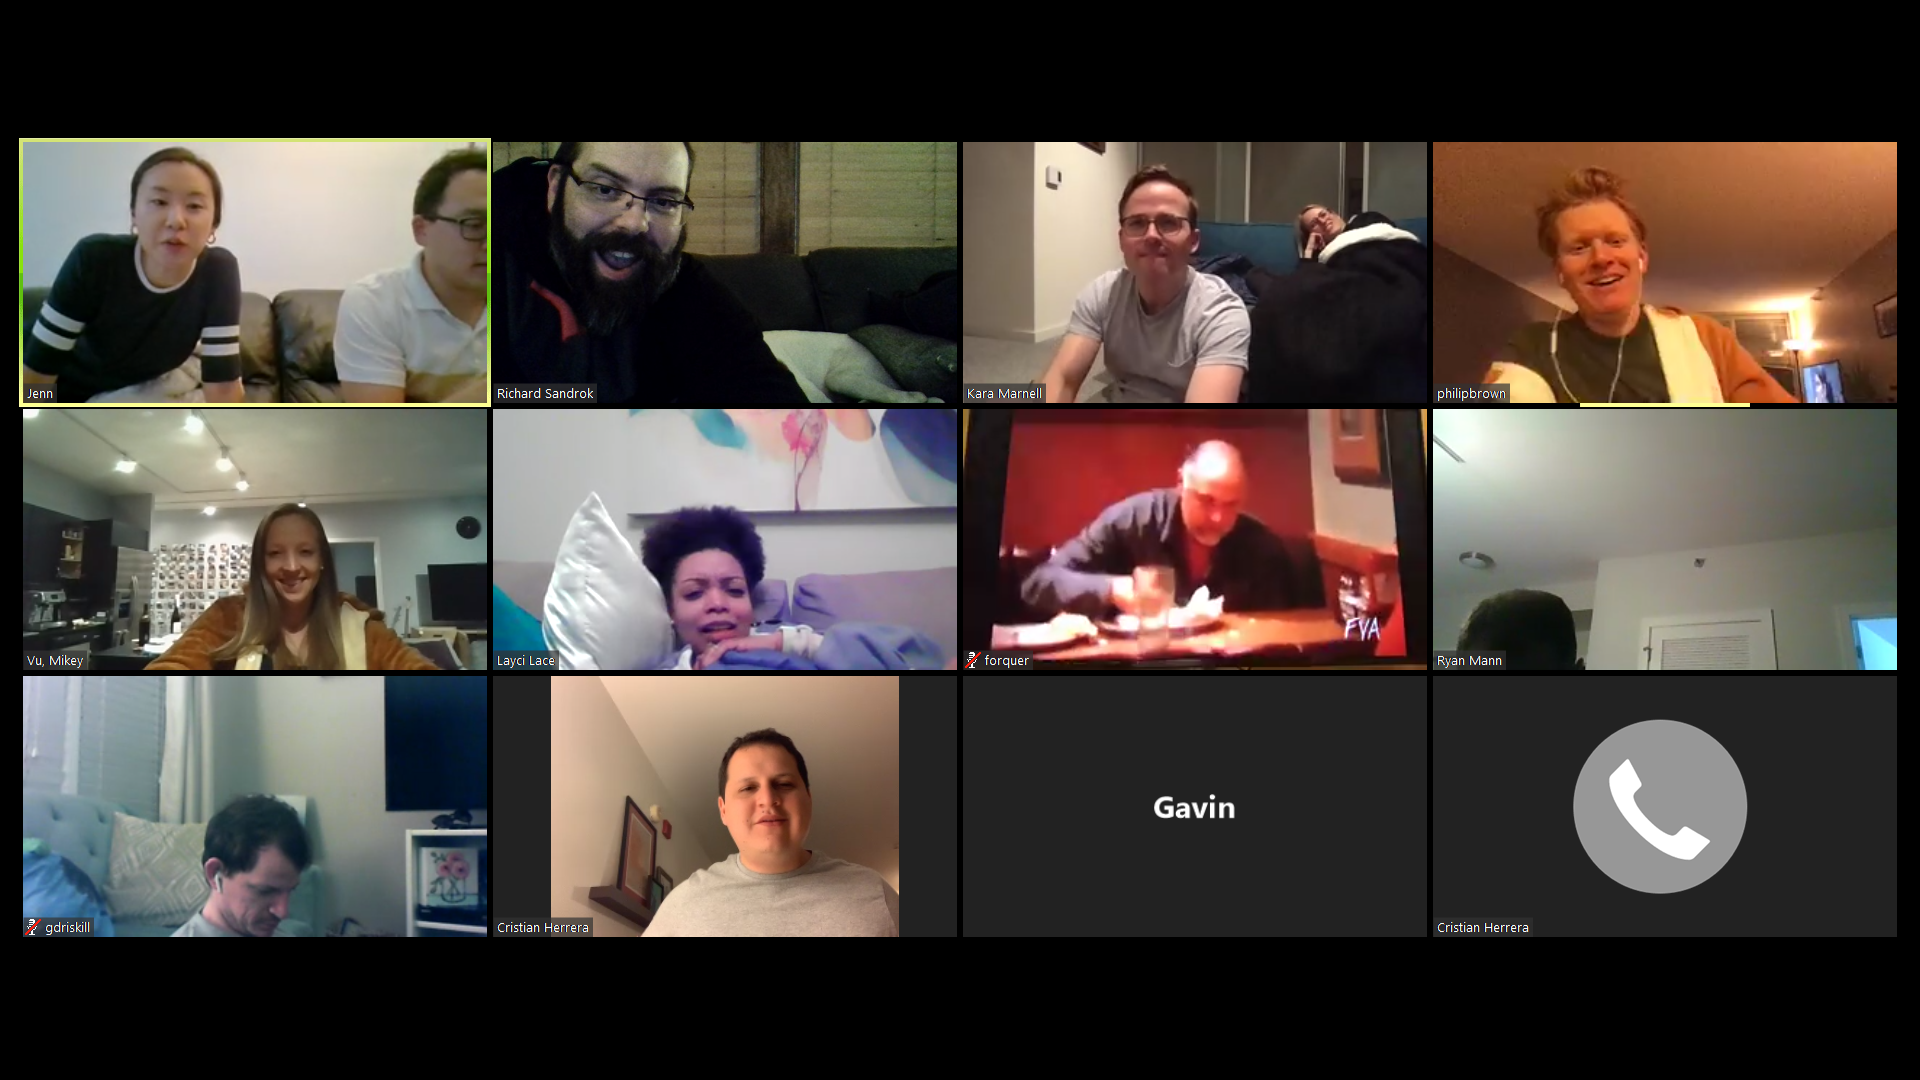 Jenn
Richard Sandrok
Kara Marnell
philipbrown
Vu, Mikey
Layci Lace
forquer
FVA
Ryan Mann
gdriskill
Cristian Herrera
Gavin
Cristian Herrera